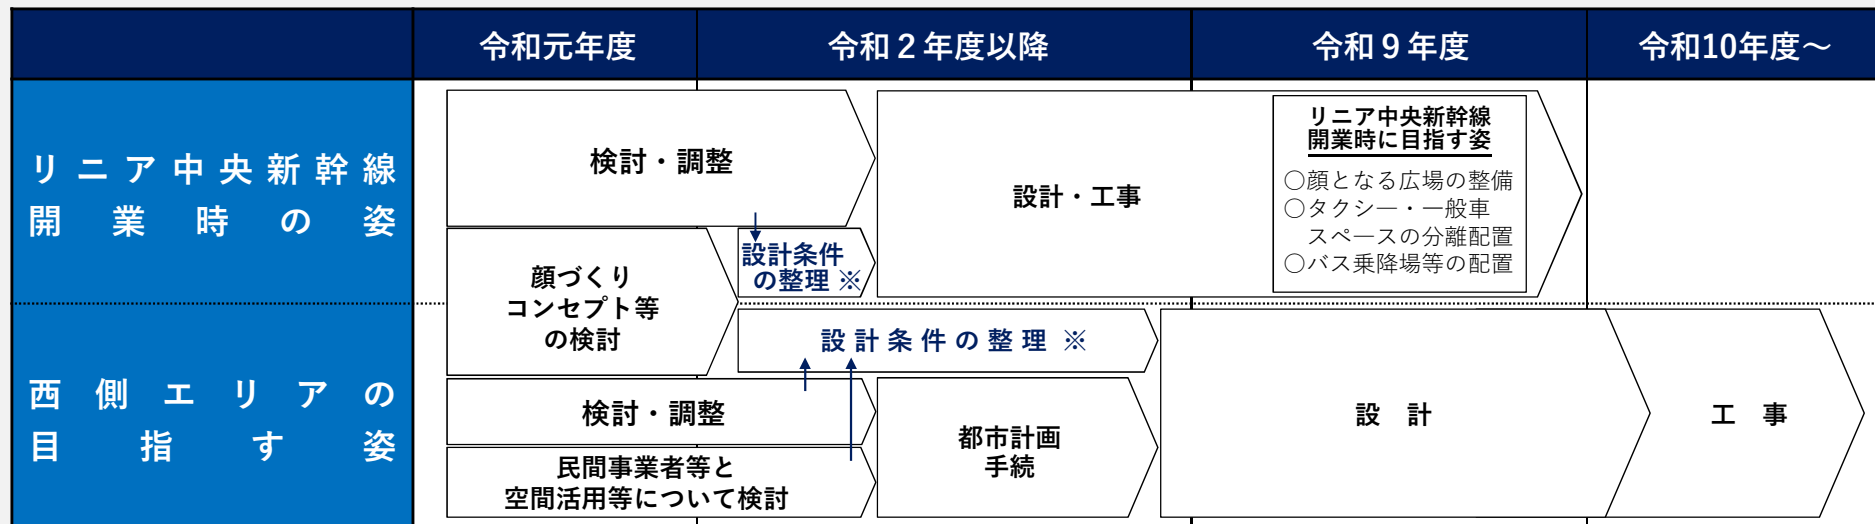 令和元年度
令和２年度以降
令和９年度
令和10年度～
リニア中央新幹線
開業時の姿
検討・調整
設計・工事
リニア中央新幹線
開業時に目指す姿
○顔となる広場の整備
○タクシー・一般車
スペースの分離配置
○バス乗降場等の配置
設計条件
の整理 ※
顔づくり
コンセプト等
の検討
西側エリアの
目指す姿
設計条件の整理 ※
検討・調整
民間事業者等と
空間活用等について検討
都市計画
手続
設　計
工　事